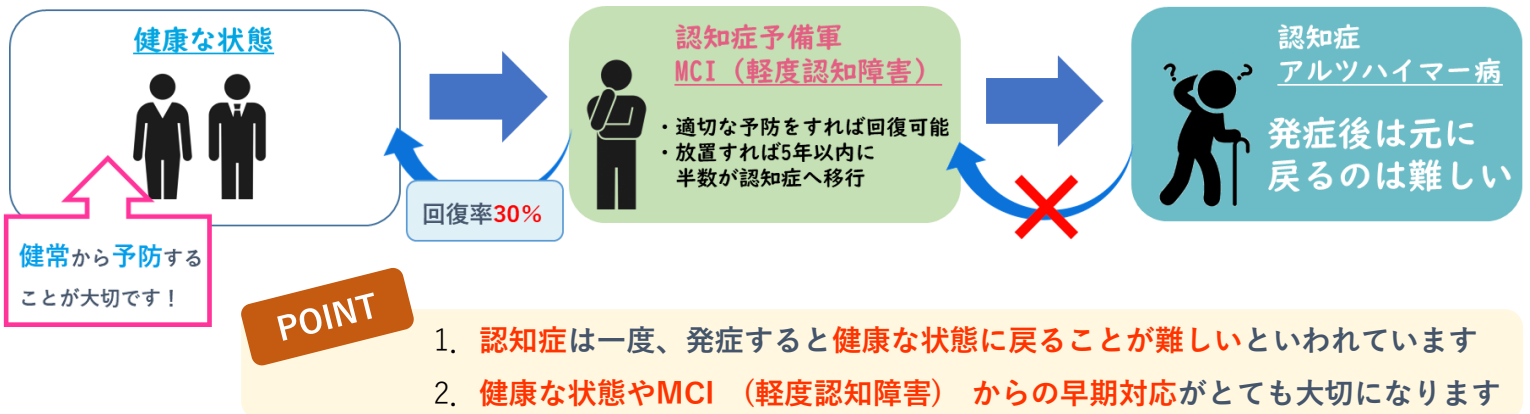 健康な状態
健常から予防する
ことが大切です！
回復率30%
認知症予備軍
MCI（軽度認知障害）
・適切な予防をすれば回復可能
・放置すれば5年以内に
半数が認知症へ移行
認知症
アルツハイマー病
? ?
発症後は元に
戻るのは難しい
POINT
1. 認知症は一度、発症すると健康な状態に戻ることが難しいといわれています
2. 健康な状態やMCI （軽度認知障害） からの早期対応がとても大切になります